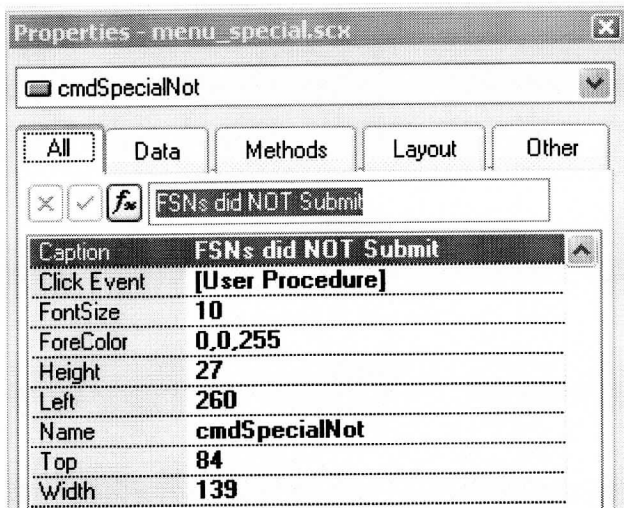 Properties - menu_special.scx
cmdSpecialNot
All Data Methods Layout Other
FSNs did NOT Submit
Caption FSNs did NOT Submit
Click Event [User Procedure]
FontSize 10
ForeColor 0,0,255
Height 27
Left 260
Name cmdSpecialNot
Top 84
Width 139